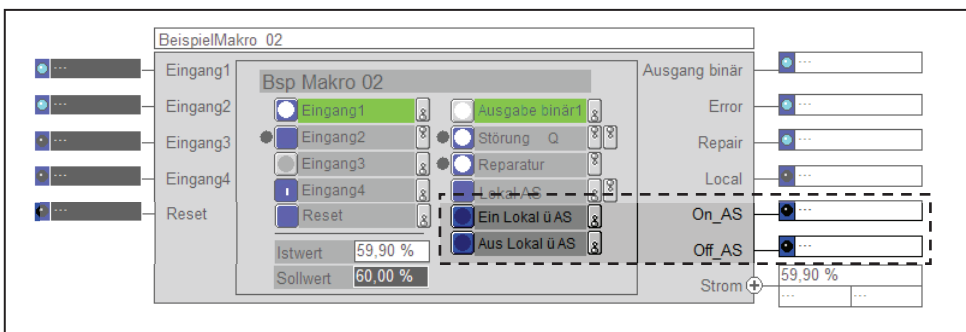 BeispielMakro 02
--- Eingang1
--- Eingang2
--- Eingang3
--- Eingang4
--- Reset
Bsp Makro 02
Eingang1
Eingang2
Eingang3
Eingang4
Reset
Ausgabe binär1
Störung Q
Reparatur
Lokal AS
Ein Lokal ü AS
Aus Lokal ü AS
Istwert 59,90 %
Sollwert 60,00 %
Ausgang binär ---
Error ---
Repair ---
Local ---
On_AS ---
Off_AS ---
Strom 59,90 %
--- ---